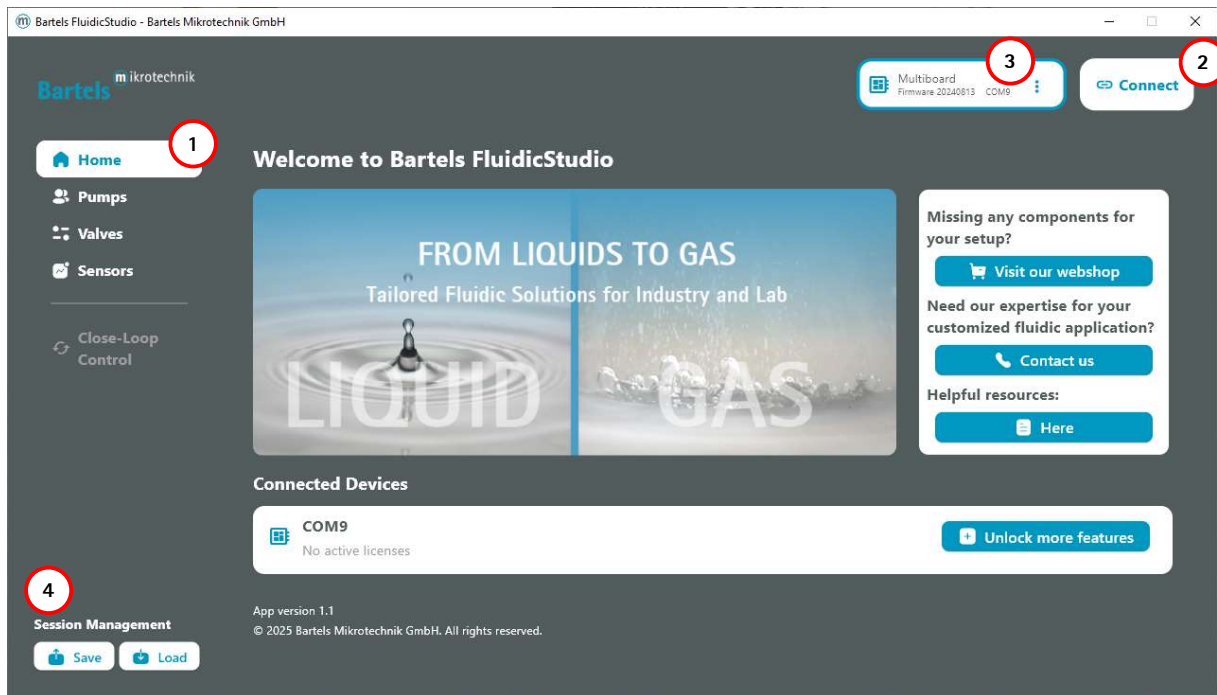 Bartels FluidicStudio - Bartels Mikrotechnik GmbH
Bartels mikrotechnik
Multiboard
Firmware 20240813 COM9
3
Connect
2
1
Home
Pumps
Valves
Sensors
Close-Loop
Control
Welcome to Bartels FluidicStudio
FROM LIQUIDS TO GAS
Tailored Fluidic Solutions for Industry and Lab
LIQUID
GAS
Missing any components for
your setup?
Visit our webshop
Need our expertise for your
customized fluidic application?
Contact us
Helpful resources:
Here
Connected Devices
COM9
No active licenses
Unlock more features
App version 1.1
© 2025 Bartels Mikrotechnik GmbH. All rights reserved.
4
Session Management
Save
Load